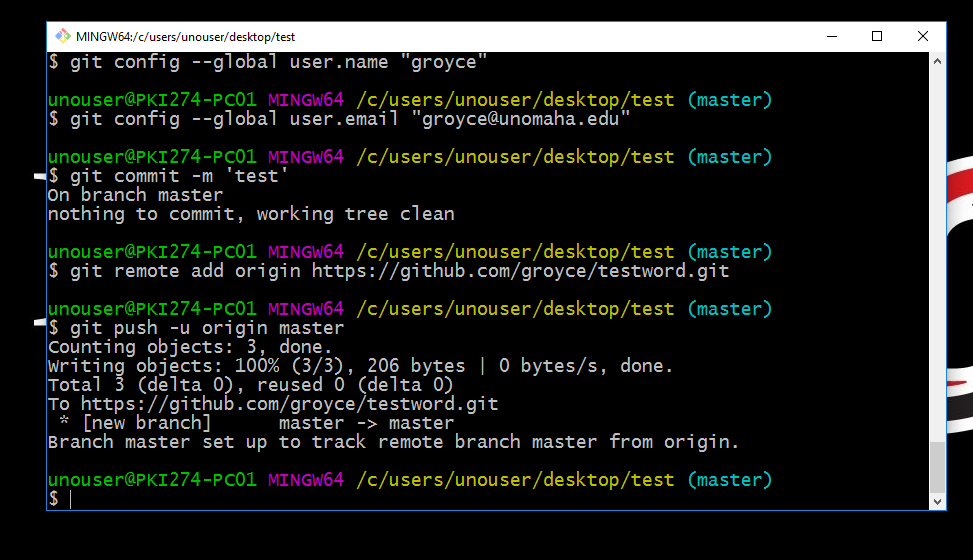 MINGW64:/c/users/unouser/desktop/test
$ git config --global user.name "groyce"
unouser@PKI274-PC01 MINGW64 /c/users/unouser/desktop/test (master)
$ git config --global user.email "groyce@unomaha.edu"
unouser@PKI274-PC01 MINGW64 /c/users/unouser/desktop/test (master)
$ git commit -m 'test'
On branch master
nothing to commit, working tree clean
unouser@PKI274-PC01 MINGW64 /c/users/unouser/desktop/test (master)
$ git remote add origin https://github.com/groyce/testword.git
unouser@PKI274-PC01 MINGW64 /c/users/unouser/desktop/test (master)
$ git push -u origin master
Counting objects: 3, done.
Writing objects: 100% (3/3), 206 bytes | 0 bytes/s, done.
Total 3 (delta 0), reused 0 (delta 0)
To https://github.com/groyce/testword.git
 * [new branch]      master -> master
Branch master set up to track remote branch master from origin.
unouser@PKI274-PC01 MINGW64 /c/users/unouser/desktop/test (master)
$